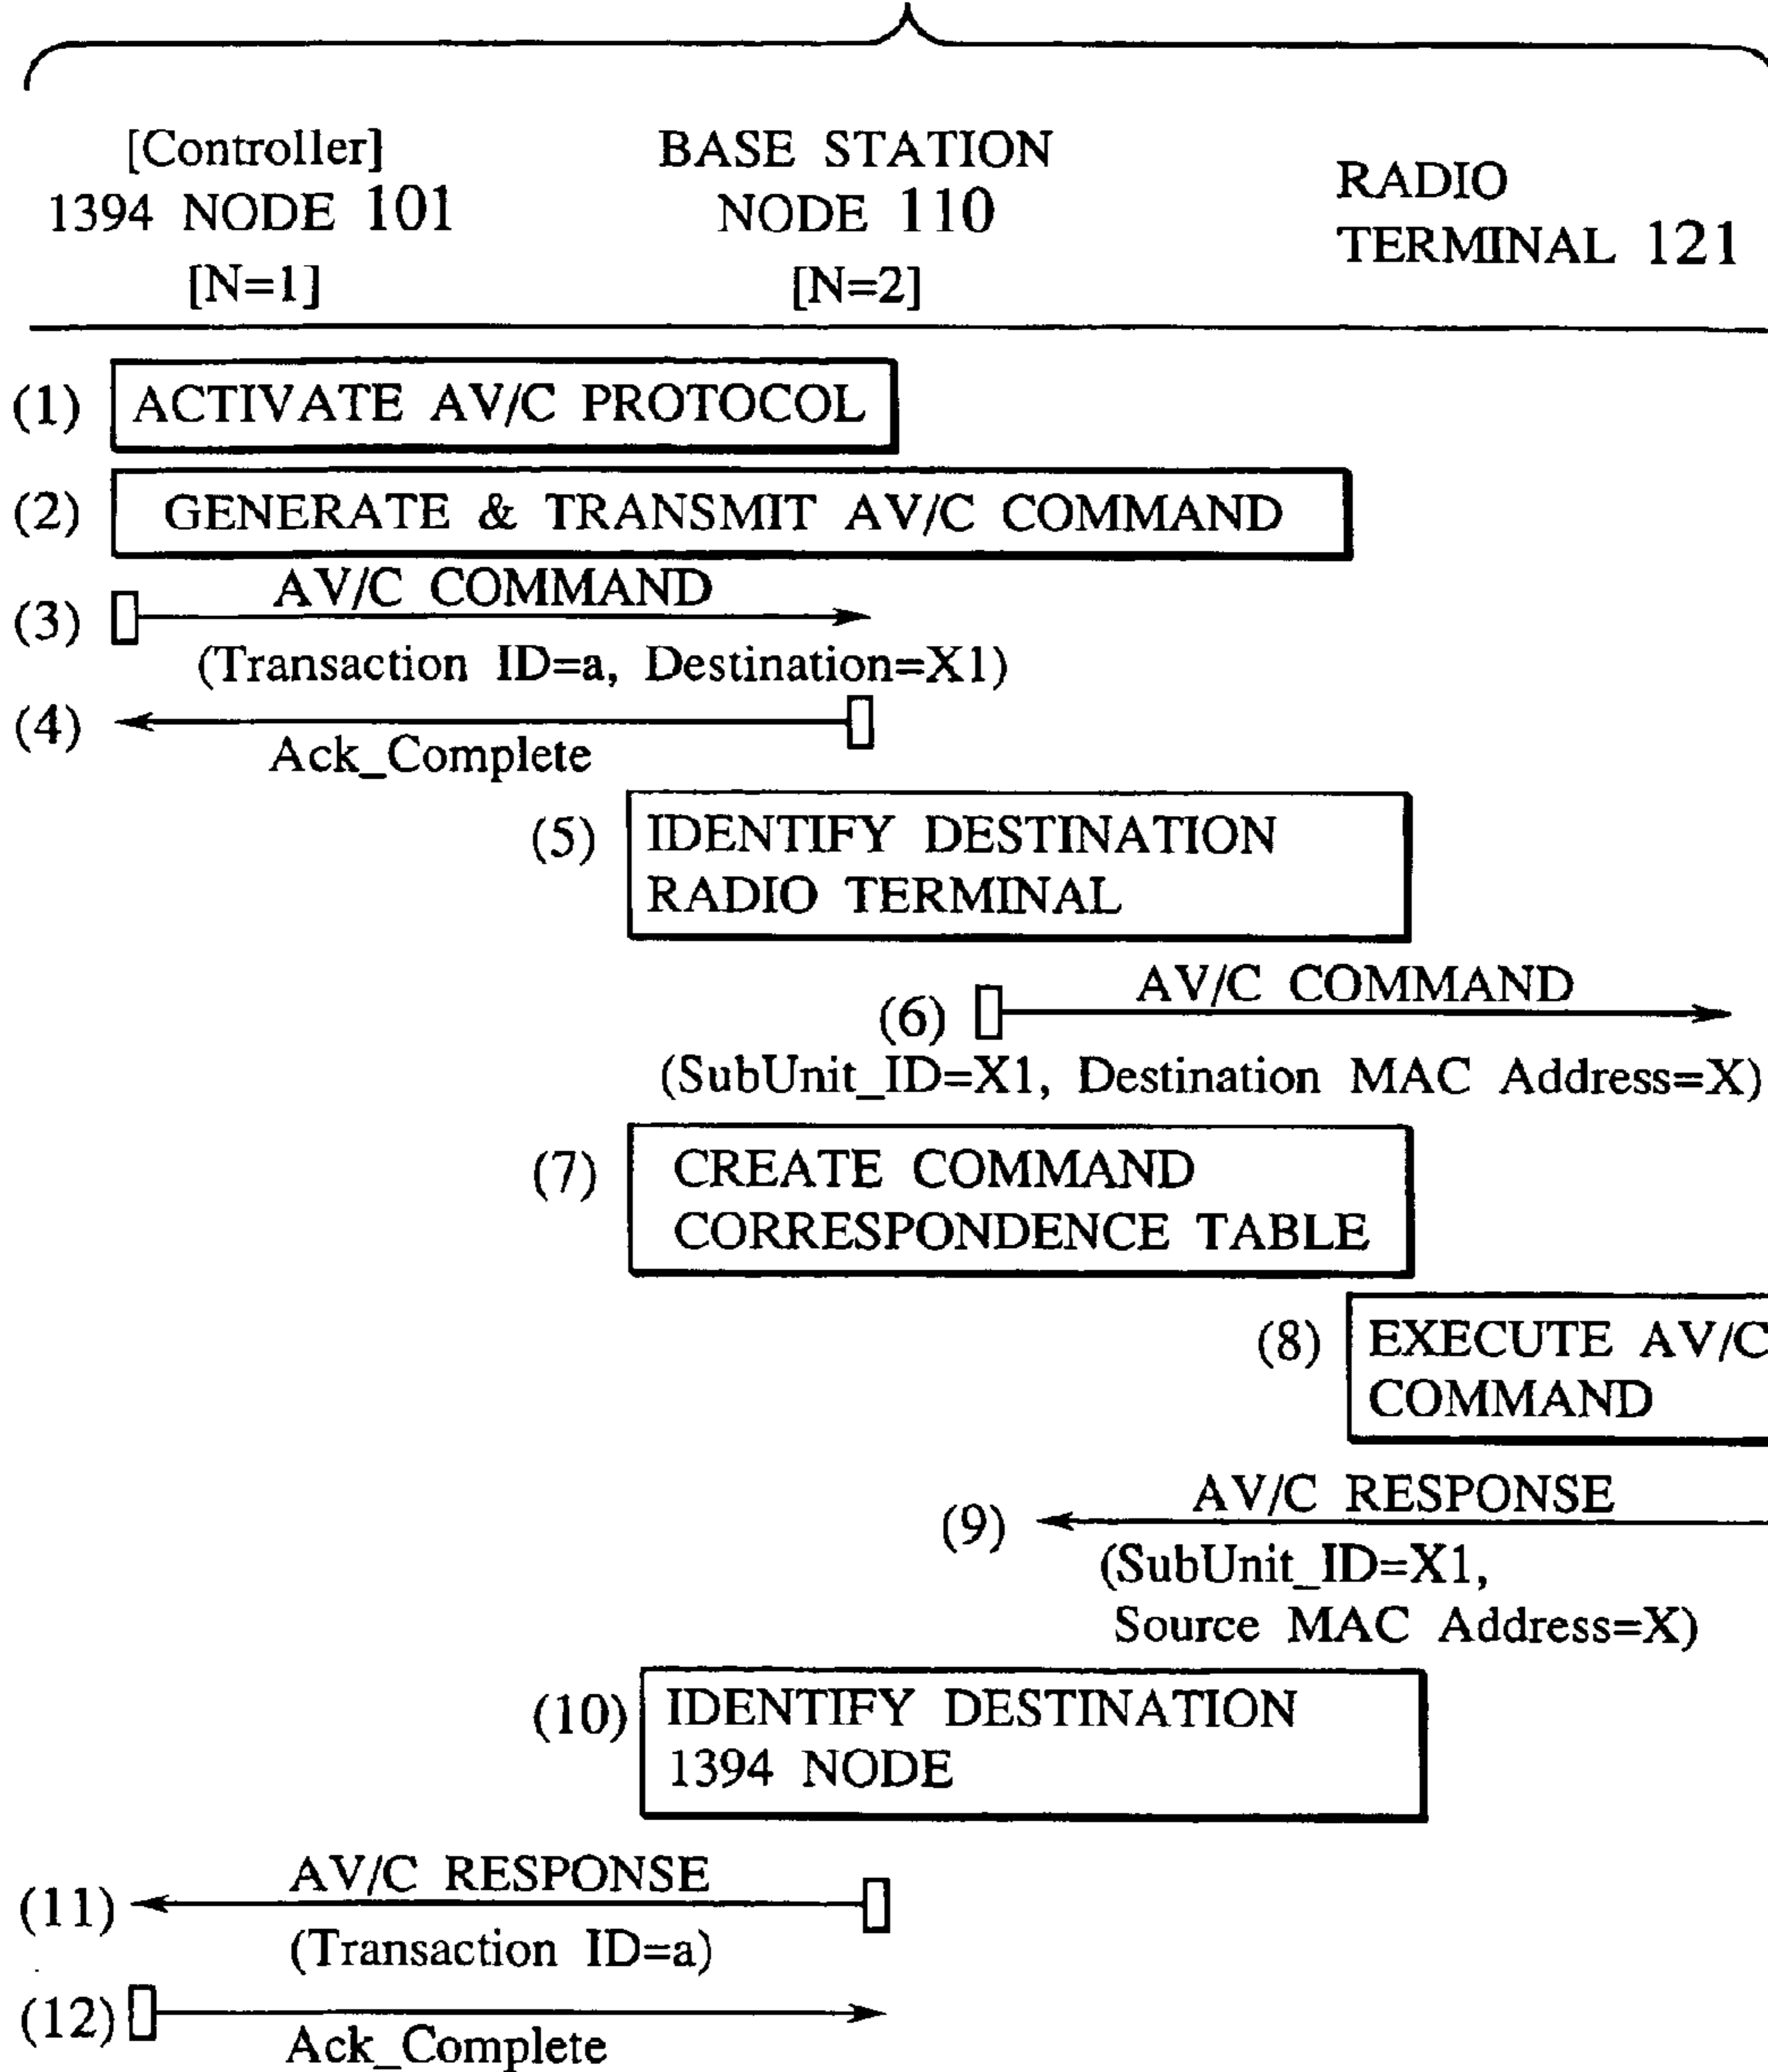 [Controller]
1394 NODE 101
[N=1]
BASE STATION
NODE 110
[N=2]
RADIO
TERMINAL 121
(1) ACTIVATE AV/C PROTOCOL
(2) GENERATE & TRANSMIT AV/C COMMAND
(3) AV/C COMMAND
(Transaction ID=a, Destination=X1)
(4) Ack_Complete
(5) IDENTIFY DESTINATION
RADIO TERMINAL
(6) AV/C COMMAND
(SubUnit_ID=X1, Destination MAC Address=X)
(7) CREATE COMMAND
CORRESPONDENCE TABLE
(8) EXECUTE AV/C
COMMAND
(9) AV/C RESPONSE
(SubUnit_ID=X1,
Source MAC Address=X)
(10) IDENTIFY DESTINATION
1394 NODE
(11) AV/C RESPONSE
(Transaction ID=a)
(12) Ack_Complete